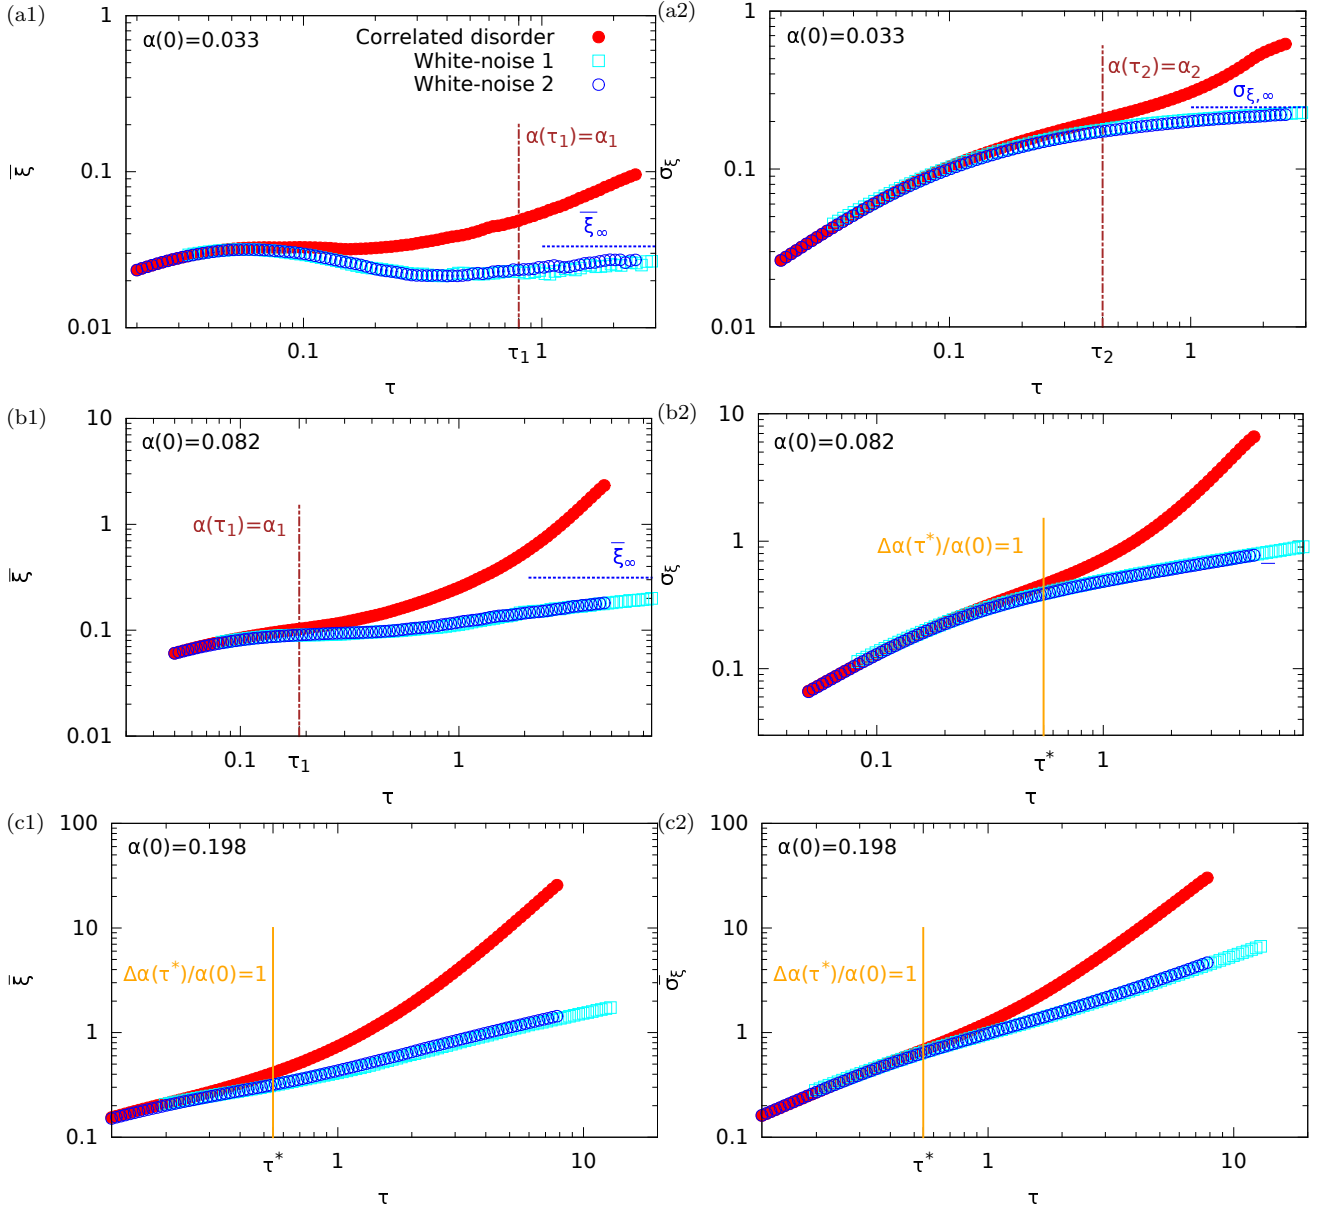 (a1)
α(0)=0.033
Correlated disorder
White-noise 1
White-noise 2
α(τ₁)=α₁
ξ̅∞
1
0.1
0.01
ξ̅
0.1
τ₁
1
τ
(a2)
α(0)=0.033
α(τ₂)=α₂
σξ,∞
1
0.1
0.01
σξ
0.1
τ₂
1
τ
(b1)
α(0)=0.082
α(τ₁)=α₁
ξ̅∞
10
1
0.1
0.01
ξ̅
0.1
τ₁
1
τ
(b2)
α(0)=0.082
Δα(τ*)/α(0)=1
10
1
0.1
σξ
0.1
τ*
1
τ
(c1)
α(0)=0.198
Δα(τ*)/α(0)=1
100
10
1
0.1
ξ̅
τ*
1
10
τ
(c2)
α(0)=0.198
Δα(τ*)/α(0)=1
100
10
1
0.1
σ̅ξ
τ*
1
10
τ